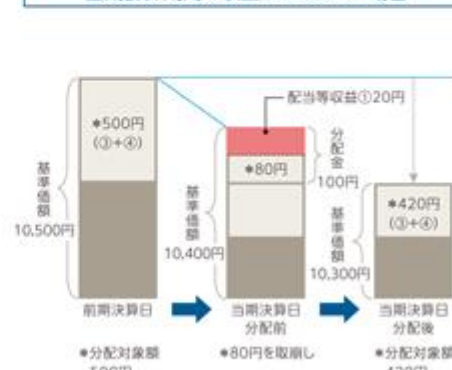 配当等収益①20円
*500円
(③+④)
分配金
100円
*80円
*420円
(③+④)
基準価額
10,500円
基準価額
10,400円
基準価額
10,300円
前期決算日
当期決算日
分配前
当期決算日
分配後
*分配対象額
*80円を取崩し
*分配対象額